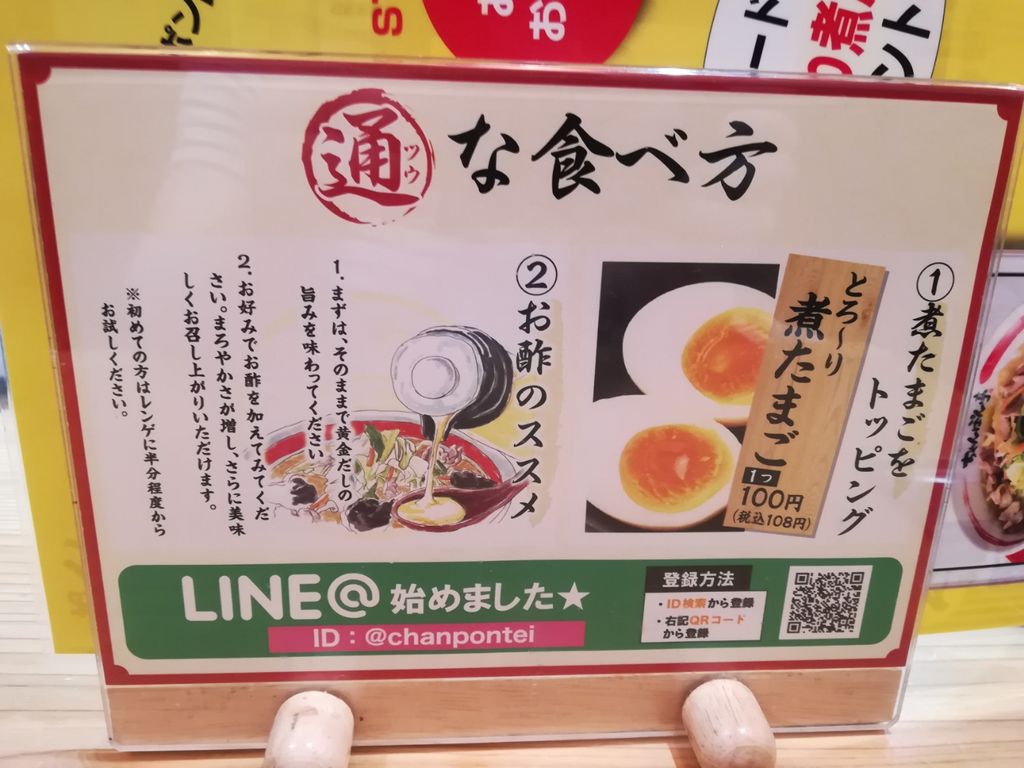 通 ツウ な食べ方
①煮たまごを
トッピング
とろ〜り
煮たまご
1つ
100円
(税込108円)
②お酢のススメ
1. まずは、そのままで黄金だしの
旨みを味わってください
2. お好みでお酢を加えてみてくだ
さい。まろやかさが増し、さらに美味
しくお召し上がりいただけます。
※初めての方はレンゲに半分程度から
お試しください。
LINE@ 始めました★
ID：@chanpontei
登録方法
・ID検索から登録
・右記QRコード
から登録